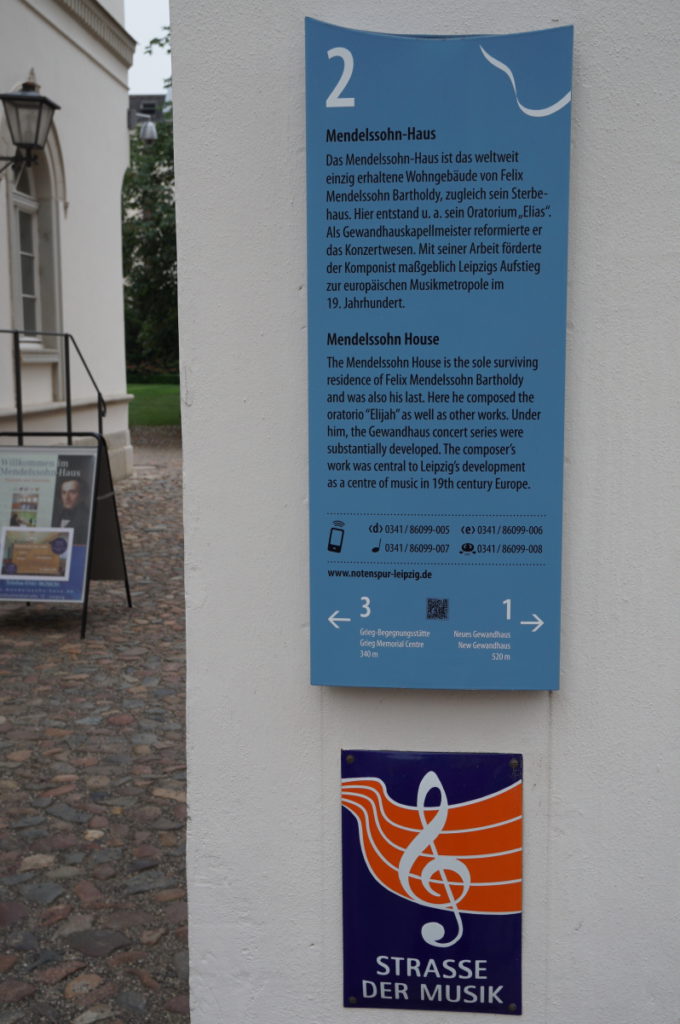 2
Mendelssohn-Haus
Das Mendelssohn-Haus ist das weltweit
einzig erhaltene Wohngebäude von Felix
Mendelssohn Bartholdy, zugleich sein Sterbe-
haus. Hier entstand u. a. sein Oratorium „Elias“.
Als Gewandhauskapellmeister reformierte er
das Konzertwesen. Mit seiner Arbeit förderte
der Komponist maßgeblich Leipzigs Aufstieg
zur europäischen Musikmetropole im
19. Jahrhundert.
Mendelssohn House
The Mendelssohn House is the sole surviving
residence of Felix Mendelssohn Bartholdy
and was also his last. Here he composed the
oratorio “Elijah” as well as other works. Under
him, the Gewandhaus concert series were
substantially developed. The composer’s
work was central to Leipzig’s development
as a centre of music in 19th century Europe.
(d) 0341 / 86099-005 (e) 0341 / 86099-006
0341 / 86099-007 0341 / 86099-008
www.notenspur-leipzig.de
← 3
Grieg-Begegnungsstätte
Grieg Memorial Centre
340 m
1 →
Neues Gewandhaus
New Gewandhaus
520 m
STRASSE
DER MUSIK
Willkommen im
Mendelssohn-Haus